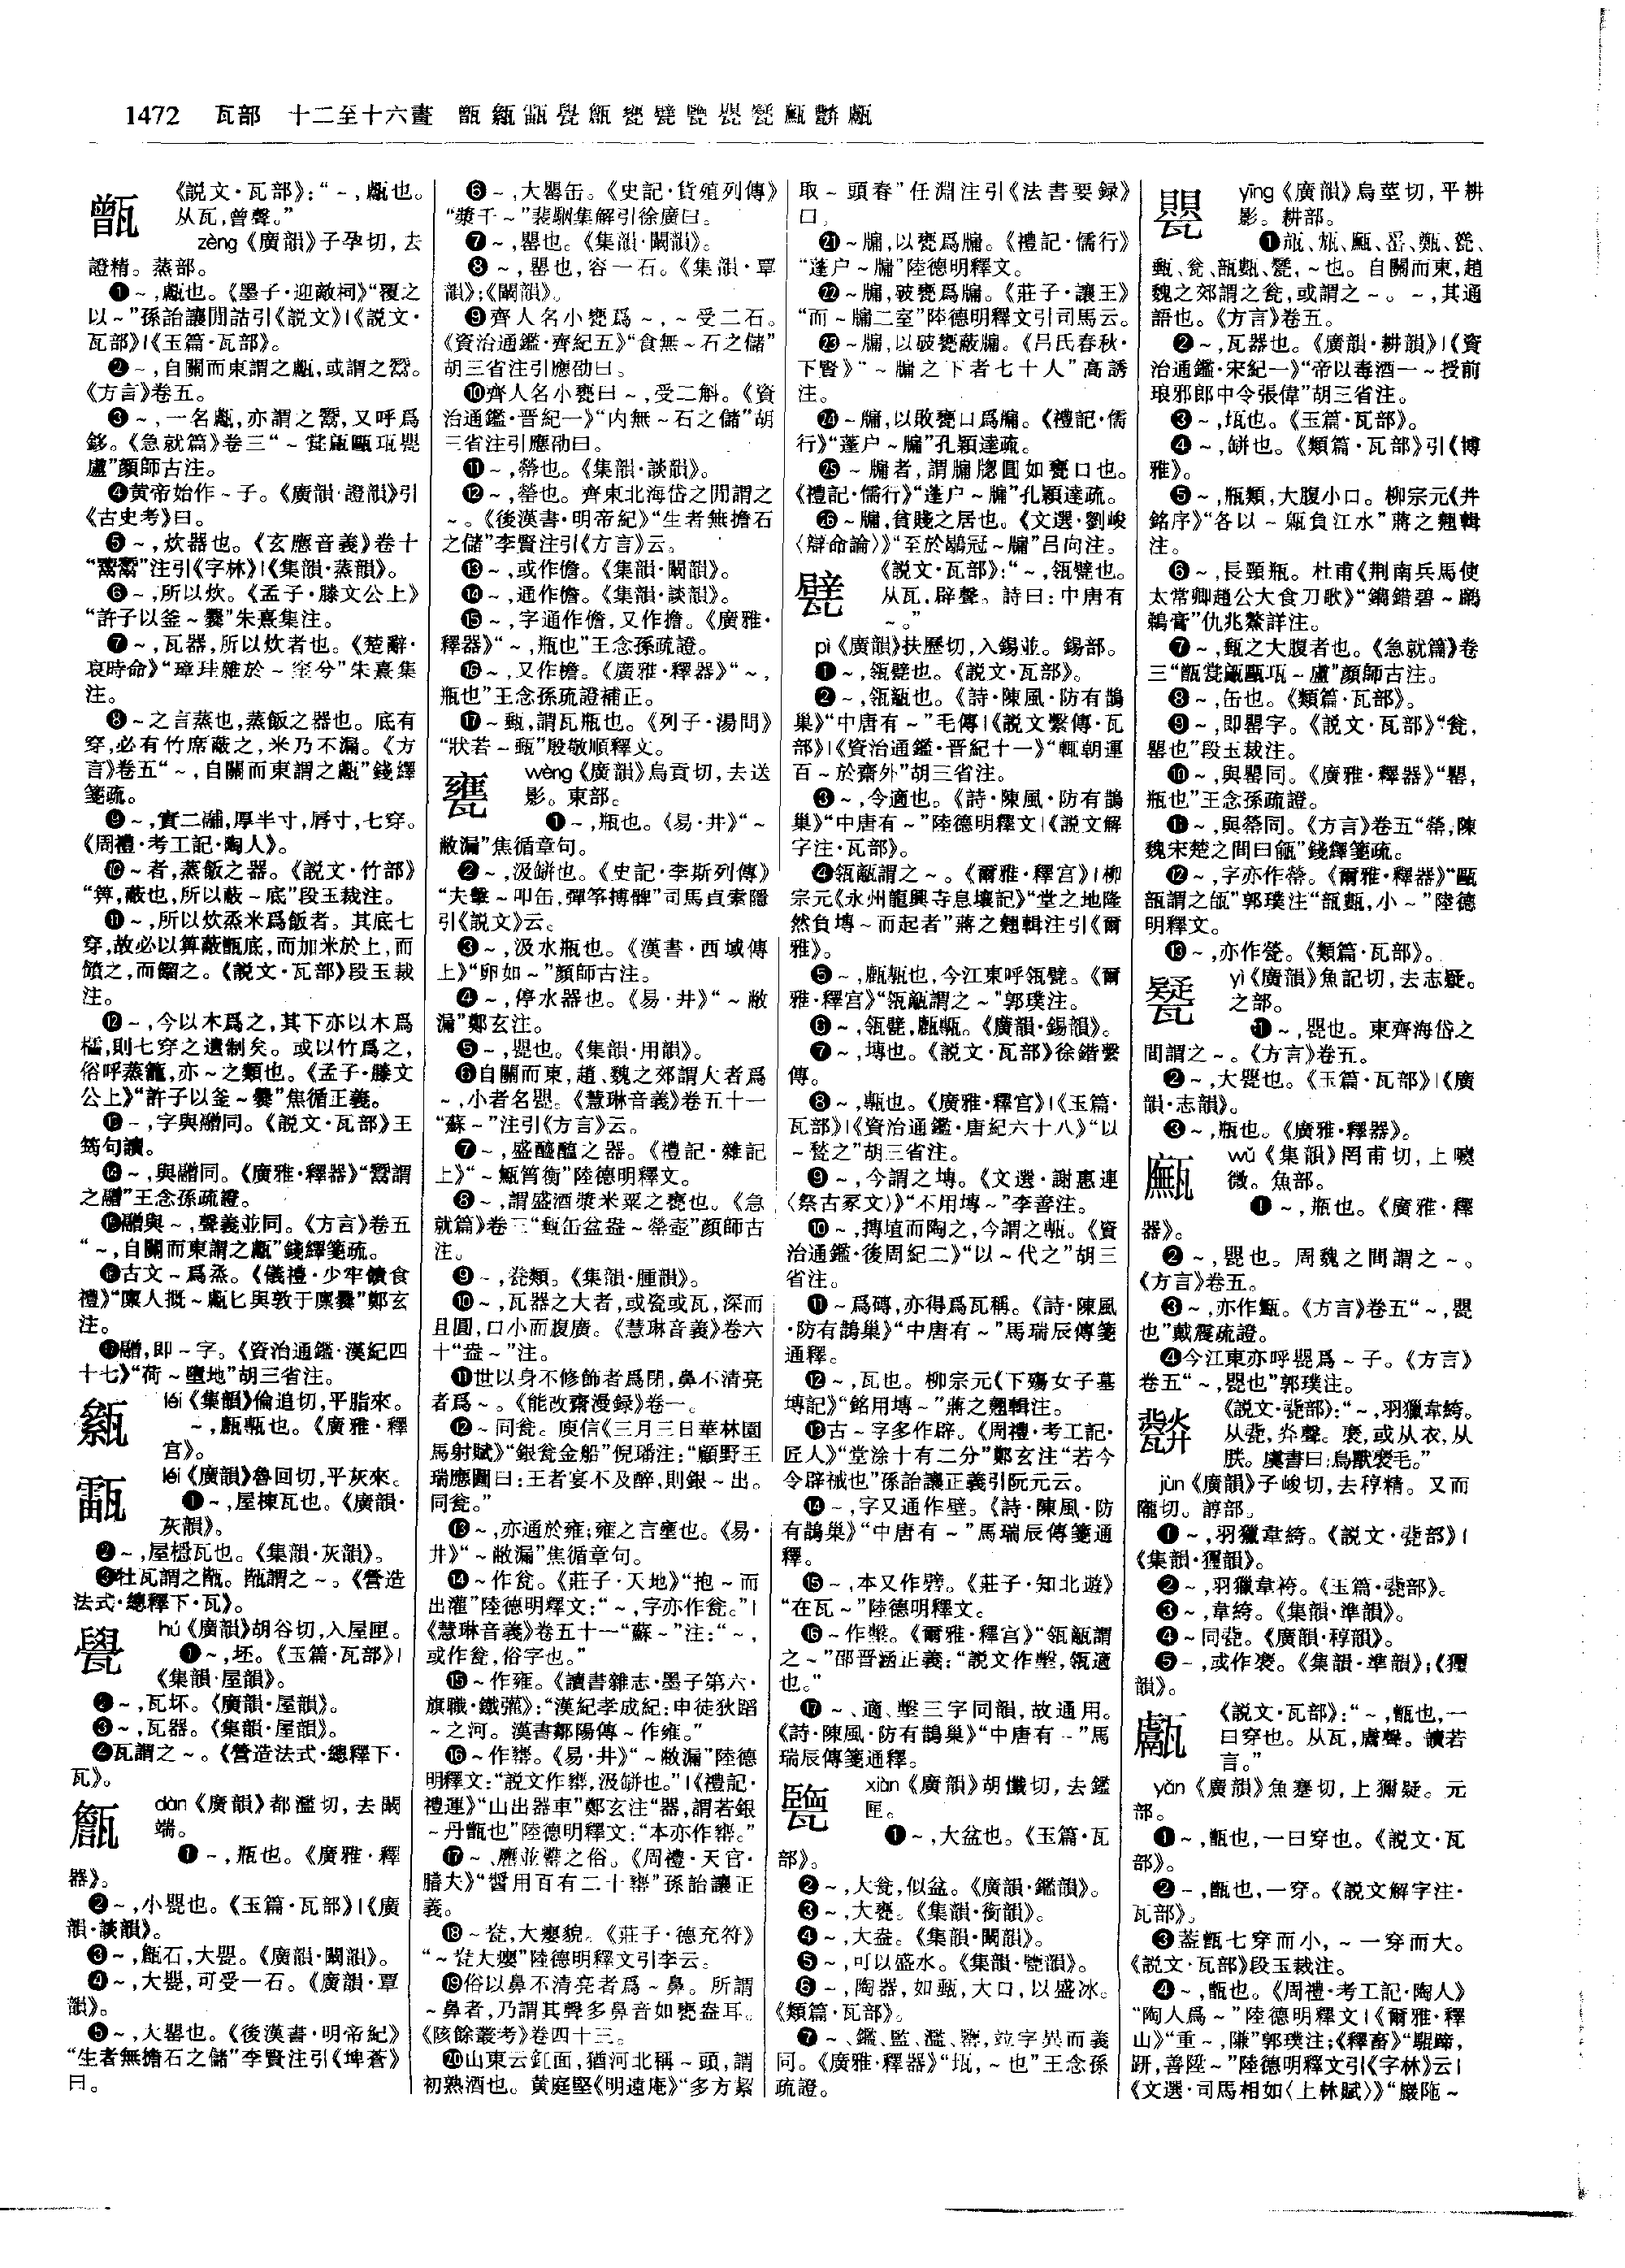 1472 瓦部 十二至十六畫
甑
《説文·瓦部》：“～，甗也。
从瓦，曾聲。”
zèng《廣韻》子孕切，去
證精。蒸部。
❶～，甗也。《墨子·迎敵祠》“覆之
以～”孫詒讓閒詁引《説文》|《説文·
瓦部》|《玉篇·瓦部》。
❷～，自關而東謂之甗，或謂之鬵。
《方言》卷五。
❸～，一名甗，亦謂之鬵，又呼爲
《急就篇》卷三
盧”顔師古注。
❹黄帝始作～子。《廣韻·證韻》引
《古史考》曰。
❺～，炊器也。《玄應音義》卷十
注引《字林》|《集韻·蒸韻》。
❻～，所以炊。《孟子·滕文公上》
“許子以釜～爨”朱熹集注。
❼～，瓦器，所以炊者也。《楚辭·
哀時命》“璋珪雜於～窐兮”朱熹集
注。
❽～之言蒸也，蒸飯之器也。底有
穿，必有竹席蔽之，米乃不漏。《方
言》卷五“～，自關而東謂之甗”錢繹
箋疏。
❾～，實二鬴，厚半寸，脣寸，七穿。
《周禮·考工記·陶人》。
❿～者，蒸飯之器。《説文·竹部》
“箅，蔽也，所以蔽～底”段玉裁注。
⓫～，所以炊烝米爲飯者。其底七
穿，故必以箅蔽甑底，而加米於上，而
饙之，而餾之。《説文·瓦部》段玉裁
注。
⓬～，今以木爲之，其下亦以木爲
檽，則七穿之遺制矣。或以竹爲之，
俗呼蒸籠，亦～之類也。《孟子·滕文
公上》“許子以釜～爨”焦循正義。
⓭～，字與䰝同。《説文·瓦部》王
筠句讀。
⓮～，與䰝同。《廣雅·釋器》“鬵謂
之䰝”王念孫疏證。
⓯䰝與～，聲義並同。《方言》卷五
“～，自關而東謂之甗”錢繹箋疏。
⓰古文～爲烝。《儀禮·少牢饋食
禮》“廪人摡～甗匕與敦于廪爨”鄭玄
注。
⓱䰝，即～字。《資治通鑑·漢紀四
十七》“荷～墮地”胡三省注。
léi《集韻》倫追切，平脂來。
～，㼾瓳也。《廣雅·釋
宫》。
léi《廣韻》魯回切，平灰來。
❶～，屋棟瓦也。《廣韻·
灰韻》。
❷～，屋檼瓦也。《集韻·灰韻》。
❸牡瓦謂之㼧。㼧謂之～。《營造
法式·總釋下·瓦》。
hú《廣韻》胡谷切，入屋匣。
❶～，坯。《玉篇·瓦部》|
《集韻·屋韻》。
❷～，瓦坏。《廣韻·屋韻》。
❸～，瓦器。《集韻·屋韻》。
❹瓦謂之～。《營造法式·總釋下·
瓦》。
甔
dān《廣韻》都濫切，去闞
端。
❶～，瓶也。《廣雅·釋
器》。
❷～，小甖也。《玉篇·瓦部》|《廣
韻·談韻》。
❸～，甔石，大甖。《廣韻·闞韻》。
❹～，大甖，可受一石。《廣韻·覃
韻》。
❺～，大罌也。《後漢書·明帝紀》
“生者無擔石之儲”李賢注引《埤蒼》
曰。
❻～，大罌缶。《史記·貨殖列傳》
“漿千～”裴駰集解引徐廣曰。
❼～，罌也。《集韻·闞韻》。
❽～，罌也，容一石。《集韻·覃
韻》；《闞韻》。
❾齊人名小甕爲～，～受二石。
《資治通鑑·齊紀五》“食無～石之儲”
胡三省注引應劭曰。
❿齊人名小甕曰～，受二斛。《資
治通鑑·晉紀一》“内無～石之儲”胡
三省注引應劭曰。
⓫～，罃也。《集韻·談韻》。
⓬～，罃也。齊東北海岱之間謂之
～。《後漢書·明帝紀》“生者無擔石
之儲”李賢注引《方言》云。
⓭～，或作儋。《集韻·闞韻》。
⓮～，通作儋。《集韻·談韻》。
⓯～，字通作儋，又作擔。《廣雅·
釋器》“～，瓶也”王念孫疏證。
⓰～，又作檐。《廣雅·釋器》“～，
瓶也”王念孫疏證補正。
⓱～甀，謂瓦瓶也。《列子·湯問》
“狀若～甀”殷敬順釋文。
甕
wèng《廣韻》烏貢切，去送
影。東部。
❶～，瓶也。《易·井》“～
敝漏”焦循章句。
❷～，汲缾也。《史記·李斯列傳》
“夫擊～叩缶，彈筝搏髀”司馬貞索隱
引《説文》云。
❸～，汲水瓶也。《漢書·西域傳
上》“卵如～”顔師古注。
❹～，停水器也。《易·井》“～敝
漏”鄭玄注。
❺～，甖也。《集韻·用韻》。
❻自關而東，趙、魏之郊謂大者爲
～，小者名甖。《慧琳音義》卷五十一
“蘇～”注引《方言》云。
❼～，盛醯醢之器。《禮記·雜記
上》“～甒筲衡”陸德明釋文。
❽～，謂盛酒漿米粟之甕也。《急
就篇》卷三“甄缶盆盎～罃壺”顔師古
注。
❾～，瓮類。《集韻·腫韻》。
❿～，瓦器之大者，或瓷或瓦，深而
且圓，口小而腹廣。《慧琳音義》卷六
十“盎～”注。
⓫世以身不修飾者爲閉，鼻不清亮
者爲～。《能改齋漫録》卷一。
⓬～同瓮。庾信《三月三日華林園
馬射賦》“銀瓮金船”倪璠注：“顧野王
瑞應圖曰：王者宴不及醉，則銀～出。
同瓮。”
⓭～，亦通於雍；雍之言壅也。《易·
井》“～敝漏”焦循章句。
⓮～作瓮。《莊子·天地》“抱～而
出灌”陸德明釋文：“～，字亦作瓮。”|
《慧琳音義》卷五十一“蘇～”注：“～，
或作瓮，俗字也。”
⓯～作雍。《讀書雜志·墨子第六·
旗職·鐵雍》：“漢紀孝成紀：申徒狄蹈
～之河。漢書鄒陽傳～作雍。”
⓰～作罋。《易·井》“～敝漏”陸德
明釋文：“説文作罋，汲缾也。”|《禮記·
禮運》“山出器車”鄭玄注“器，謂若銀
～丹甑也”陸德明釋文：“本亦作罋。”
《周禮·天官·
膳夫》“醬用百有二十罋”孫詒讓正
義。
⓲～㼜，大癭貌。《莊子·德充符》
“～㼜大癭”陸德明釋文引李云。
⓳俗以鼻不清亮者爲～鼻。所謂
～鼻者，乃謂其聲多鼻音如甕盎耳。
《陔餘叢考》卷四十三。
⓴山東云釭面，猶河北稱～頭，謂
初熟酒也。黄庭堅《明遠庵》“多方絜
取～頭春”任淵注引《法書要録》
曰。
㉑～牖，以甕爲牖。《禮記·儒行》
“蓬户～牖”陸德明釋文。
㉒～牖，破甕爲牖。《莊子·讓王》
“而～牖二室”陸德明釋文引司馬云。
㉓～牖，以破甕蔽牖。《吕氏春秋·
下賢》“～牖之下者七十人”高誘
注。
㉔～牖，以敗甕口爲牖。《禮記·儒
行》“蓬户～牖”孔穎達疏。
㉕～牖者，謂牖牕圓如甕口也。
《禮記·儒行》“蓬户～牖”孔穎達疏。
㉖～牖，貧賤之居也。《文選·劉峻
〈辯命論〉》“至於鶡冠～牖”吕向注。
甓
《説文·瓦部》：“～，瓴甓也。
从瓦，辟聲。詩曰：中唐有
～。”
pì《廣韻》扶歷切，入錫並。錫部。
❶～，瓴甓也。《説文·瓦部》。
❷～，瓴甋也。《詩·陳風·防有鵲
巢》“中唐有～”毛傳|《説文繫傳·瓦
部》|《資治通鑑·晉紀十一》“輒朝運
百～於齋外”胡三省注。
❸～，令適也。《詩·陳風·防有鵲
巢》“中唐有～”陸德明釋文|《説文解
字注·瓦部》。
❹瓴甋謂之～。《爾雅·釋宫》|柳
宗元《永州龍興寺息壤記》“堂之地隆
然負塼～而起者”蔣之翹輯注引《爾
雅》。
❺～，㼾瓳也，今江東呼瓴甓。《爾
雅·釋宫》“瓴甋謂之～”郭璞注。
❻～，瓴甓，㼾甎。《廣韻·錫韻》。
❼～，塼也。《説文·瓦部》徐鍇繫
傳。
❽～，甎也。《廣雅·釋宫》|《玉篇·
瓦部》|《資治通鑑·唐紀六十八》“以
～甃之”胡三省注。
❾～，今謂之塼。《文選·謝惠連
〈祭古冢文〉》“不用塼～”李善注。
❿～，摶埴而陶之，今謂之甎。《資
治通鑑·後周紀二》“以～代之”胡三
省注。
⓫～爲磚，亦得爲瓦稱。《詩·陳風
·防有鵲巢》“中唐有～”馬瑞辰傳箋
通釋。
⓬～，瓦也。柳宗元《下殤女子墓
塼記》“銘用塼～”蔣之翹輯注。
⓭古～字多作辟。《周禮·考工記·
匠人》“堂涂十有二分”鄭玄注“若今
令辟裓也”孫詒讓正義引阮元云。
⓮～，字又通作壁。《詩·陳風·防
有鵲巢》“中唐有～”馬瑞辰傳箋通
釋。
⓯～，本又作礕。《莊子·知北遊》
“在瓦～”陸德明釋文。
⓰～作墼。《爾雅·釋宫》“瓴甋謂
之～”邵晋涵正義：“説文作墼，瓴適
也。”
⓱～、適、墼三字同韻，故通用。
《詩·陳風·防有鵲巢》“中唐有～”馬
瑞辰傳箋通釋。
xiàn《廣韻》胡懺切，去鑑
匣。
❶～，大盆也。《玉篇·瓦
部》。
❷～，大瓮，似盆。《廣韻·鑑韻》。
❸～，大甕。《集韻·銜韻》。
❹～，大盎。《集韻·闞韻》。
❺～，可以盛水。《集韻·㽉韻》。
❻～，陶器，如甀，大口，以盛冰。
《類篇·瓦部》。
❼～、鑑、監、濫、㽉，竝字異而義
同。《廣雅·釋器》“㼚，～也”王念孫
疏證。
甖
yīng《廣韻》烏莖切，平耕
影。耕部。
～也。自關而東，趙
魏之郊謂之瓮，或謂之～。～，其通
語也。《方言》卷五。
❷～，瓦器也。《廣韻·耕韻》|《資
治通鑑·宋紀一》“帝以毒酒一～授前
琅邪郎中令張偉”胡三省注。
❸～，瓨也。《玉篇·瓦部》。
❹～，缾也。《類篇·瓦部》引《博
雅》。
❺～，瓶類，大腹小口。柳宗元《井
銘序》“各以～甂負江水”蔣之翹輯
注。
❻～，長頸瓶。杜甫《荆南兵馬使
太常卿趙公大食刀歌》“鐫錯碧～鸊
鵜膏”仇兆鰲詳注。
❼～，甀之大腹者也。《急就篇》卷
顔師古注。
❽～，缶也。《類篇·瓦部》。
❾～，即罌字。《説文·瓦部》“瓮，
罌也”段玉裁注。
❿～，與罌同。《廣雅·釋器》“罌，
瓶也”王念孫疏證。
⓫～，與罃同。《方言》卷五“罃，陳
魏宋楚之間曰㼶”錢繹箋疏。
⓬～，字亦作罃。《爾雅·釋器》“甌
瓿謂之瓵”郭璞注“瓿甊，小～”陸德
明釋文。
⓭～，亦作甇。《類篇·瓦部》。
yì《廣韻》魚記切，去志疑。
之部。
❶～，甖也。東齊海岱之
間謂之～。《方言》卷五。
❷～，大甖也。《玉篇·瓦部》|《廣
韻·志韻》。
❸～，瓶也。《廣雅·釋器》。
甒
wǔ《集韻》罔甫切，上噳
微。魚部。
❶～，瓶也。《廣雅·釋
器》。
❷～，甖也。周魏之間謂之～。
《方言》卷五。
❸～，亦作㽍。《方言》卷五“～，甖
也”戴震疏證。
❹今江東亦呼甖爲～子。《方言》
卷五“～，甖也”郭璞注。
《説文·㼱部》：“～，羽獵韋絝。
从㼱，㢡聲。褎，或从衣，从
朕。虞書曰：鳥獸褎毛。”
jùn《廣韻》子峻切，去稕精。又而
隴切。諄部。
❶～，羽獵韋絝。《説文·㼱部》|
《集韻·𤟤韻》。
❷～，羽獵韋袴。《玉篇·㼱部》。
❸～，韋絝。《集韻·準韻》。
❹～同㼱。《廣韻·稕韻》。
甗
《説文·瓦部》：“～，甑也，一
曰穿也。从瓦，鬳聲。讀若
言。”
yǎn《廣韻》魚蹇切，上獮疑。元
部。
❶～，甑也，一曰穿也。《説文·瓦
部》。
❷～，甑也，一穿。《説文解字注·
瓦部》。
❸葢甑七穿而小，～一穿而大。
《説文·瓦部》段玉裁注。
❹～，甑也。《周禮·考工記·陶人》
“陶人爲～”陸德明釋文|《爾雅·釋
山》“重～，隒”郭璞注；《釋畜》“騉蹄，
趼，善陞～”陸德明釋文引《字林》云|
《文選·司馬相如〈上林賦〉》“巖陁～